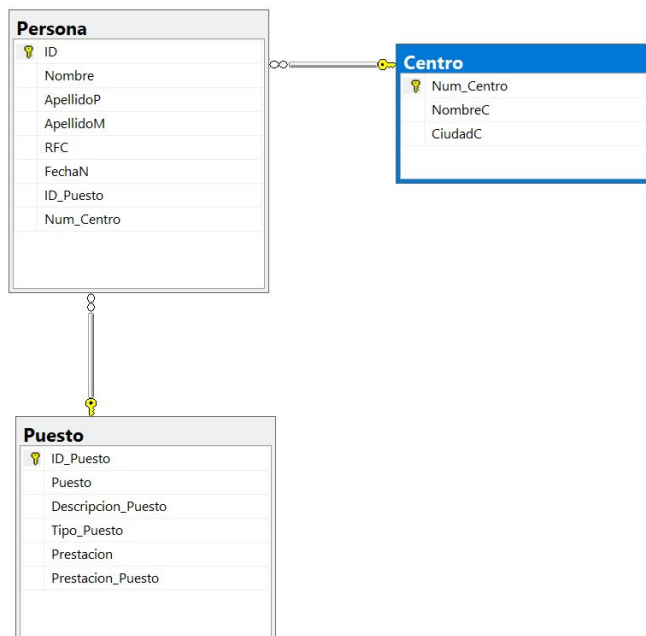 Persona
ID
Nombre
ApellidoP
ApellidoM
RFC
FechaN
ID_Puesto
Num_Centro
Centro
Num_Centro
NombreC
CiudadC
Puesto
ID_Puesto
Puesto
Descripcion_Puesto
Tipo_Puesto
Prestacion
Prestacion_Puesto